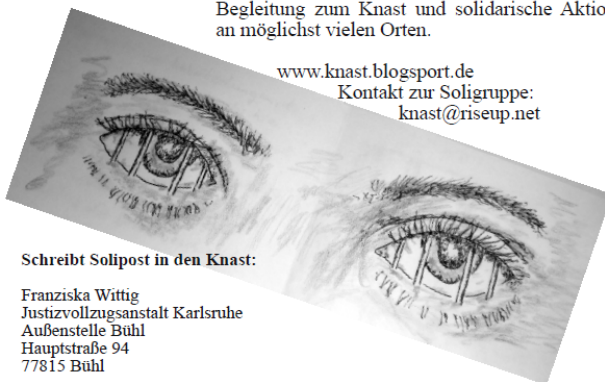 Begleitung zum Knast und solidarische Aktio
an möglichst vielen Orten.
www.knast.blogsport.de
Kontakt zur Soligruppe:
knast@riseup.net
Schreibt Solipost in den Knast:
Franziska Wittig
Justizvollzugsanstalt Karlsruhe
Außenstelle Bühl
Hauptstraße 94
77815 Bühl